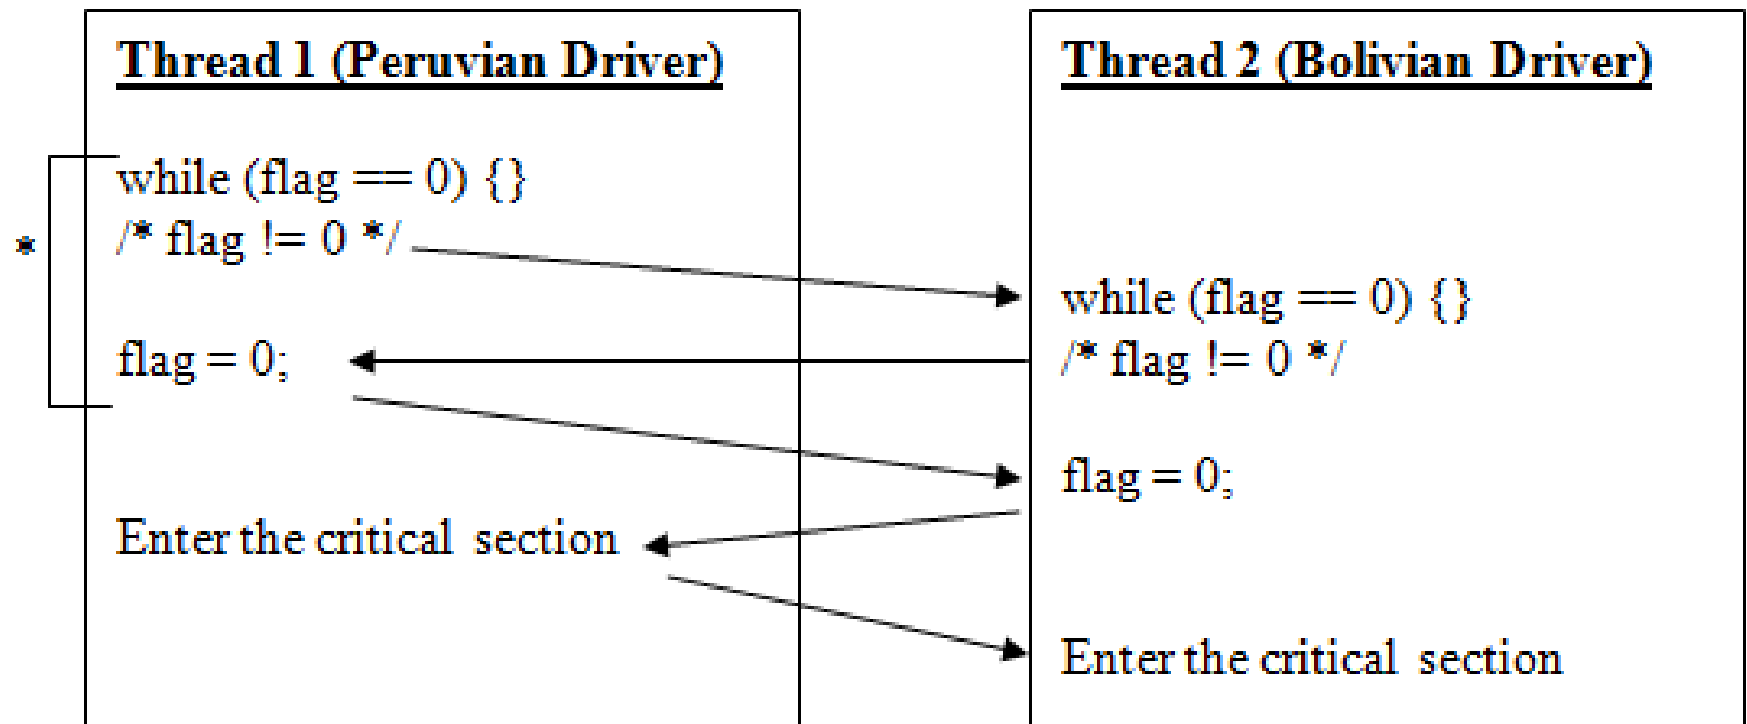 Thread 1 (Peruvian Driver)
while (flag == 0) {}
/* flag != 0 */
*
flag = 0;
Enter the critical section
Thread 2 (Bolivian Driver)
while (flag == 0) {}
/* flag != 0 */
flag = 0;
Enter the critical section